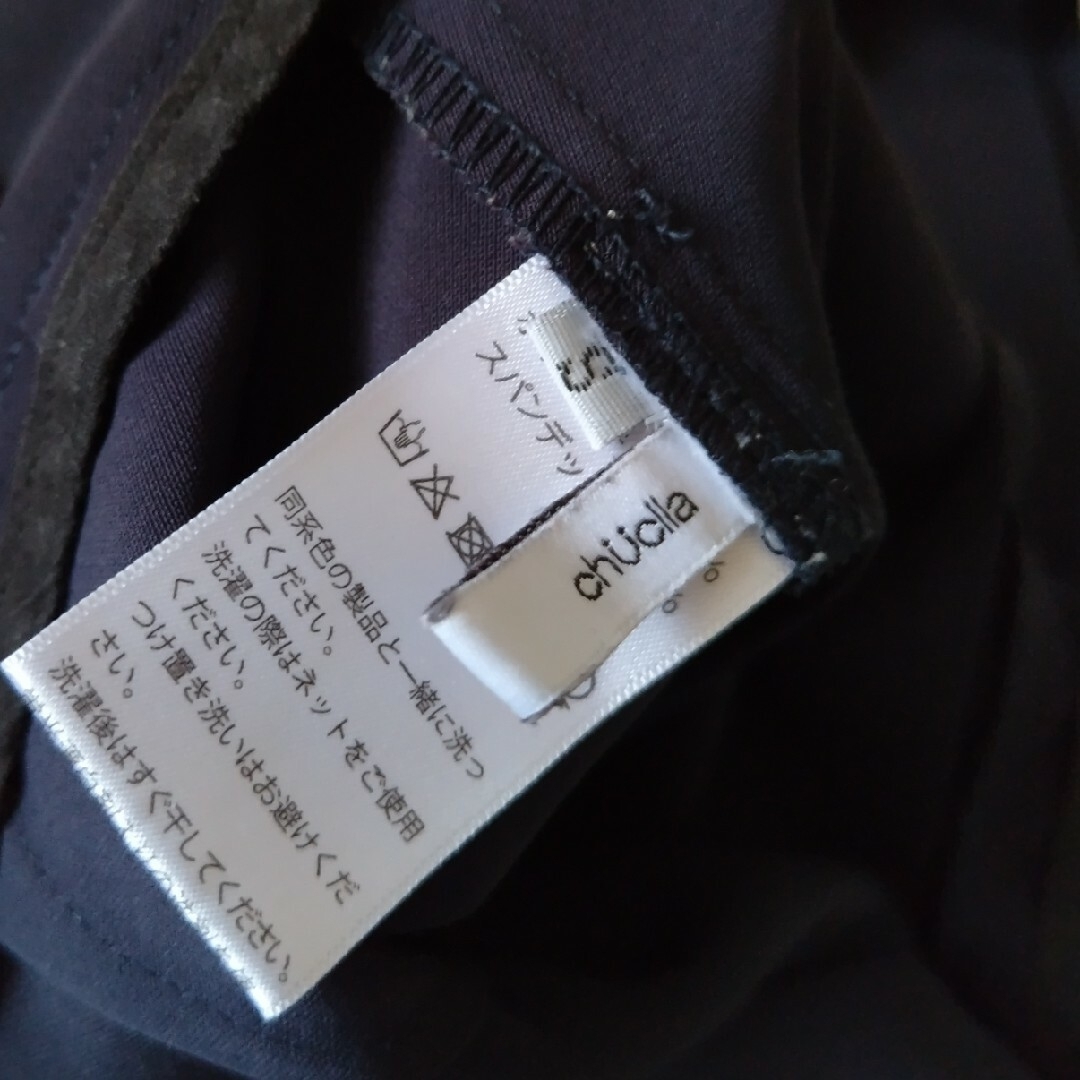 S
スパンデッ
chüclla
%
%
同系色の製品と一緒に洗っ
てください。
洗濯の際はネットをご使用
ください。
つけ置き洗いはお避けくだ
さい。
洗濯後はすぐ干してください。